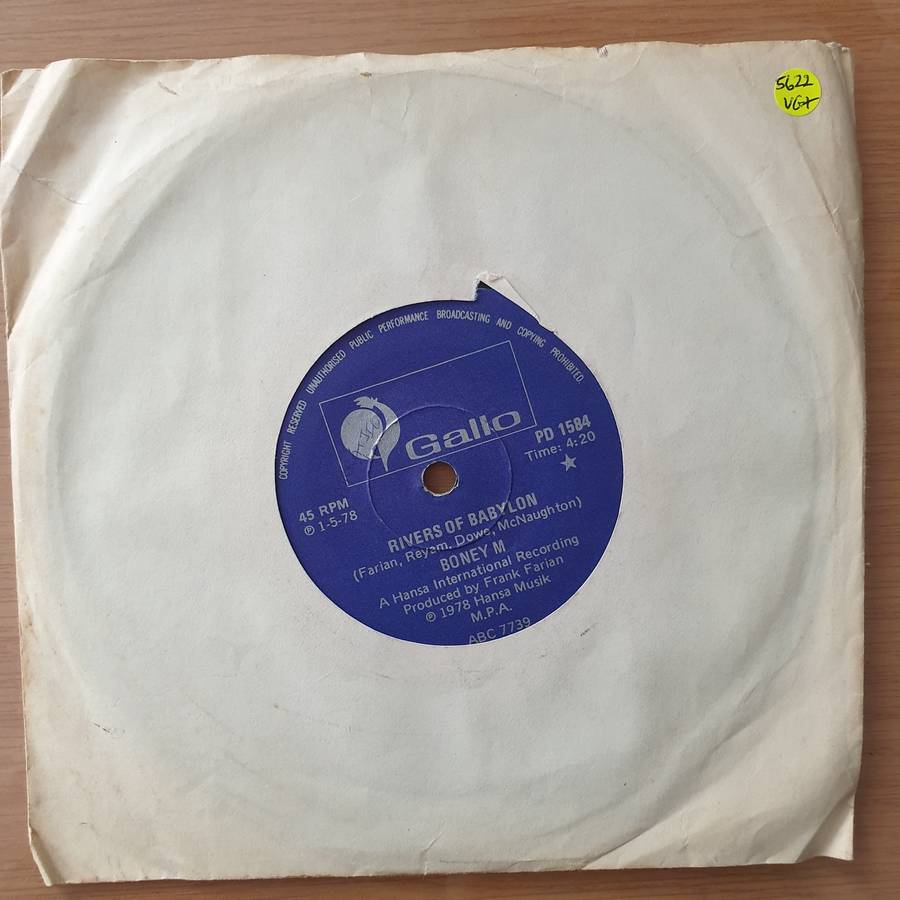 5622
VG+
COPYRIGHT RESERVED UNAUTHORISED PUBLIC PERFORMANCE BROADCASTING AND COPYING PROHIBITED.
Gallo
PD 1584
Time: 4:20
45 RPM
℗ 1-5-78
RIVERS OF BABYLON
(Farian, Reyam, Dowe, McNaughton)
BONEY M
A Hansa International Recording
Produced by Frank Farian
℗ 1978 Hansa Musik
M.P.A.
ABC 7739